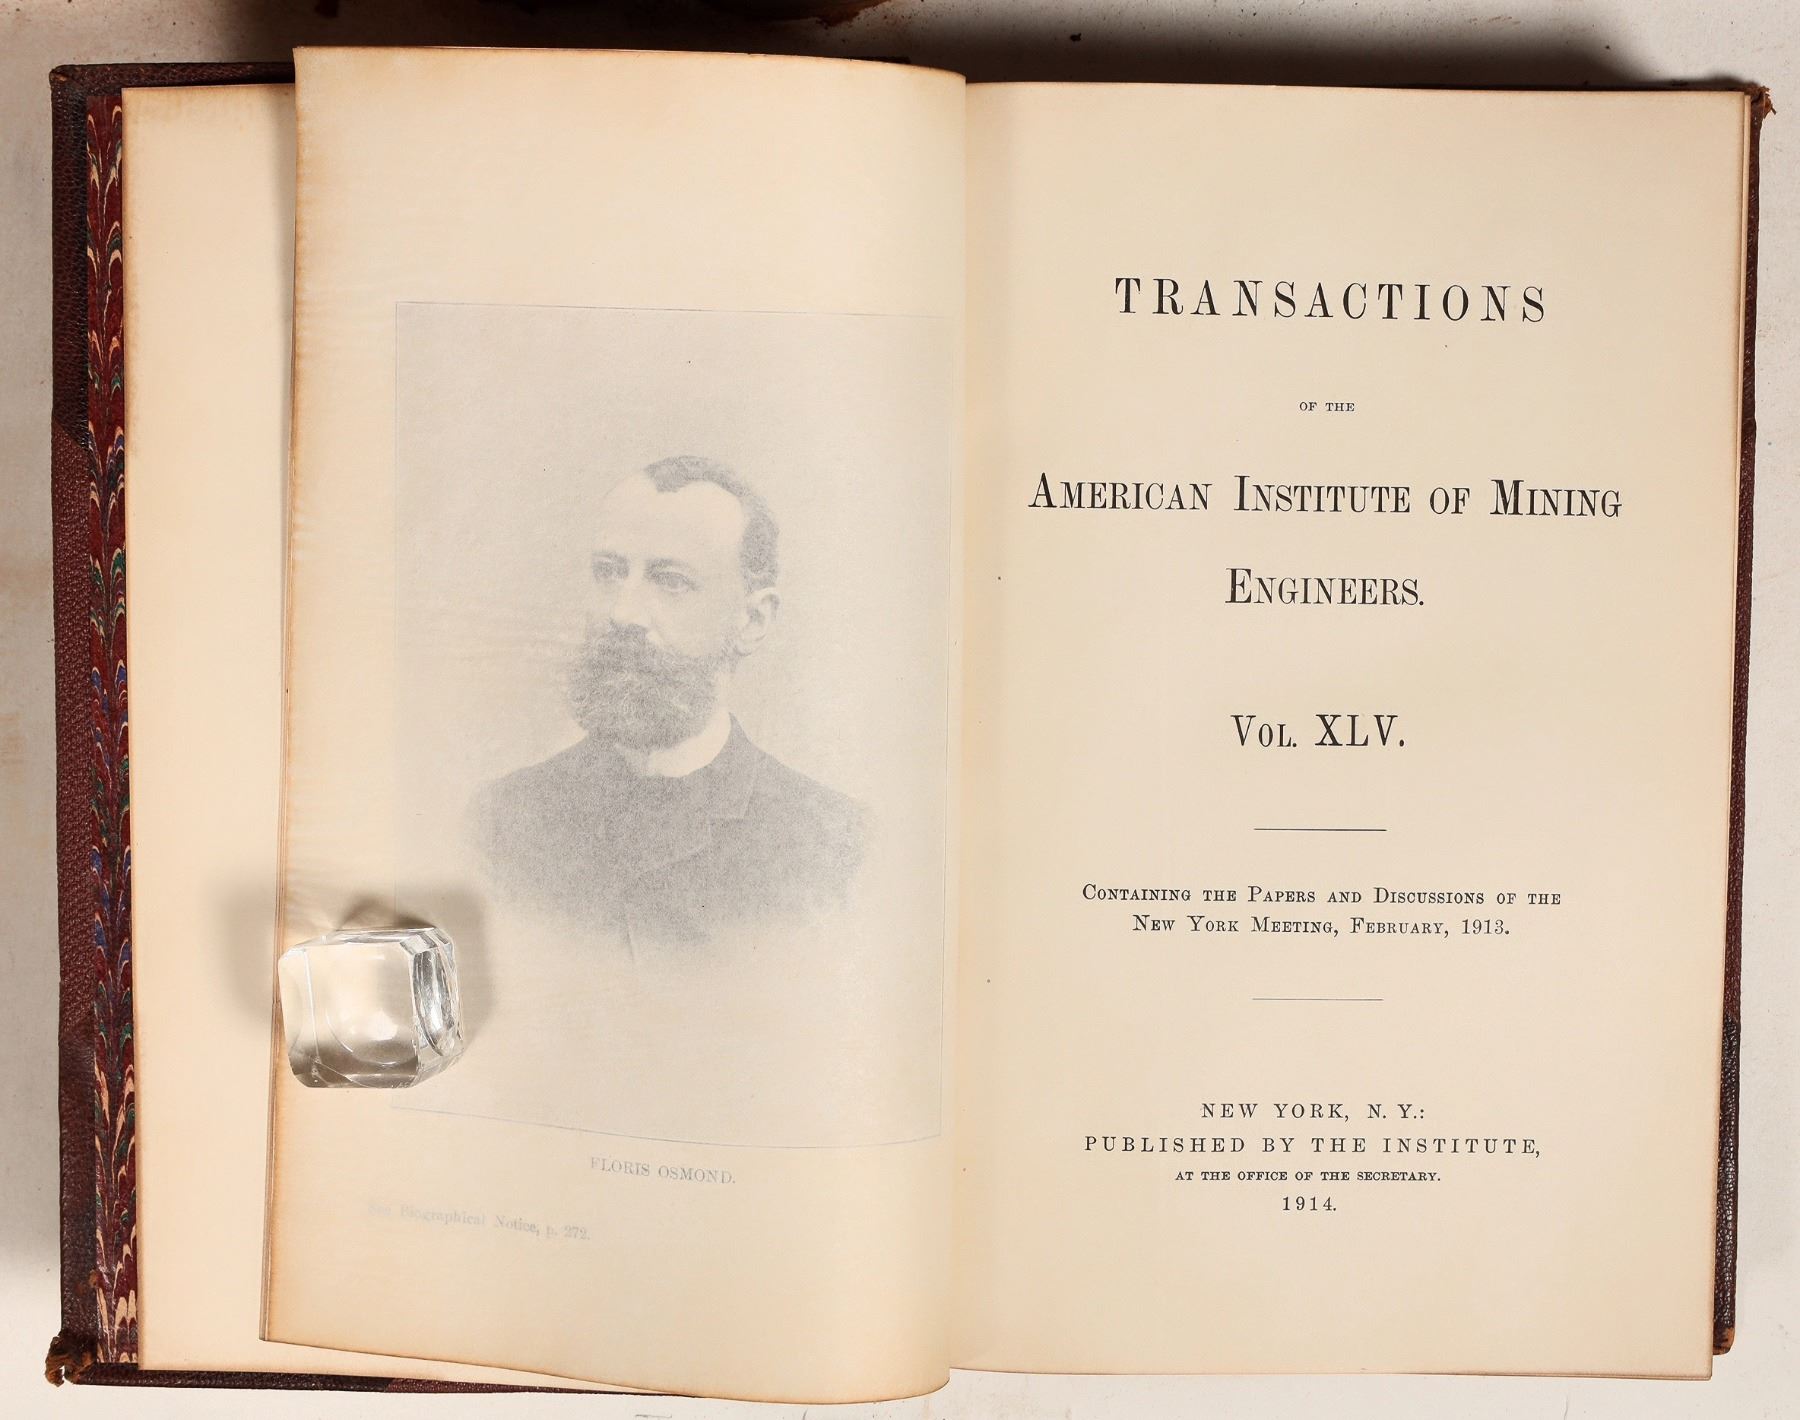 FLORIS OSMOND.
See Biographical Notice, p. 272.
TRANSACTIONS
OF THE
AMERICAN INSTITUTE OF MINING
ENGINEERS.
VOL. XLV.
CONTAINING THE PAPERS AND DISCUSSIONS OF THE
NEW YORK MEETING, FEBRUARY, 1913.
NEW YORK, N. Y.:
PUBLISHED BY THE INSTITUTE,
AT THE OFFICE OF THE SECRETARY.
1914.